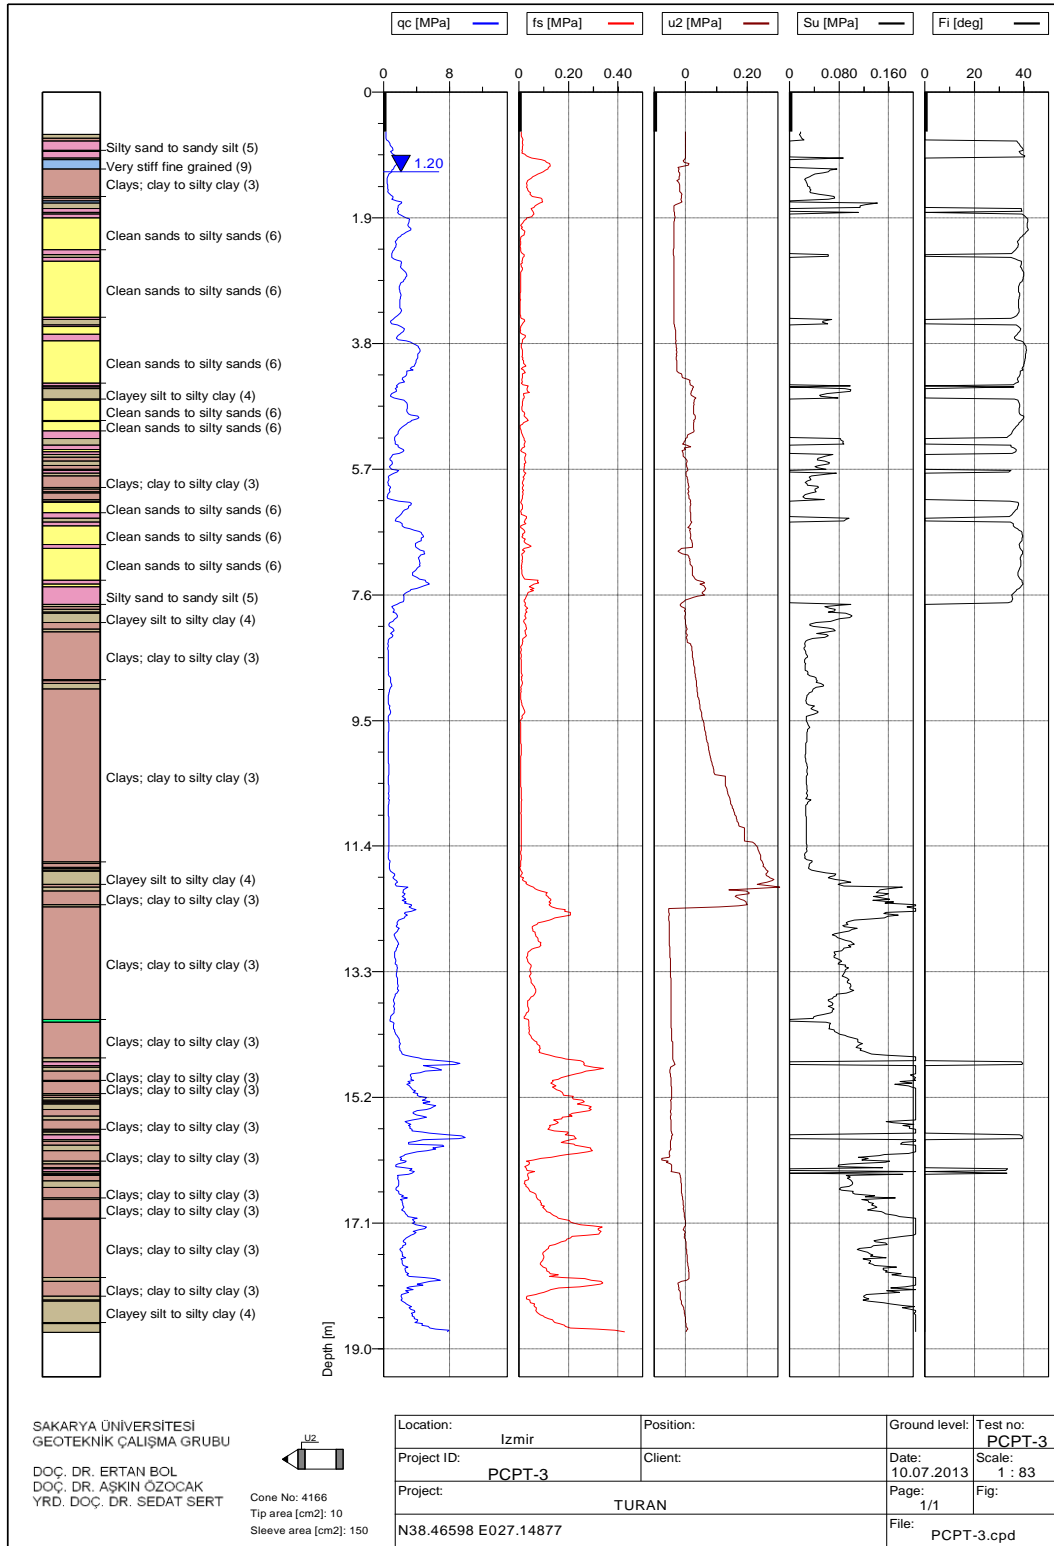 qc [MPa]
fs [MPa]
u2 [MPa]
Su [MPa]
Fi [deg]
0 8
0 0.20 0.40
0 0.20
0 0.080 0.160
0 20 40
0
1.9
3.8
5.7
7.6
9.5
11.4
13.3
15.2
17.1
19.0
Depth [m]
1.20
Silty sand to sandy silt (5)
Very stiff fine grained (9)
Clays; clay to silty clay (3)
Clean sands to silty sands (6)
Clean sands to silty sands (6)
Clean sands to silty sands (6)
Clayey silt to silty clay (4)
Clean sands to silty sands (6)
Clean sands to silty sands (6)
Clays; clay to silty clay (3)
Clean sands to silty sands (6)
Clean sands to silty sands (6)
Clean sands to silty sands (6)
Silty sand to sandy silt (5)
Clayey silt to silty clay (4)
Clays; clay to silty clay (3)
Clays; clay to silty clay (3)
Clayey silt to silty clay (4)
Clays; clay to silty clay (3)
Clays; clay to silty clay (3)
Clays; clay to silty clay (3)
Clays; clay to silty clay (3)
Clays; clay to silty clay (3)
Clays; clay to silty clay (3)
Clays; clay to silty clay (3)
Clays; clay to silty clay (3)
Clays; clay to silty clay (3)
Clays; clay to silty clay (3)
Clays; clay to silty clay (3)
Clayey silt to silty clay (4)
SAKARYA ÜNİVERSİTESİ
GEOTEKNİK ÇALIŞMA GRUBU
DOÇ. DR. ERTAN BOL
DOÇ. DR. AŞKIN ÖZOCAK
YRD. DOÇ. DR. SEDAT SERT
U2
Cone No: 4166
Tip area [cm2]: 10
Sleeve area [cm2]: 150
Location:
Izmir
Position:
Ground level:
Test no:
PCPT-3
Project ID:
PCPT-3
Client:
Date:
10.07.2013
Scale:
1 : 83
Project:
TURAN
Page:
1/1
Fig:
N38.46598 E027.14877
File:
PCPT-3.cpd